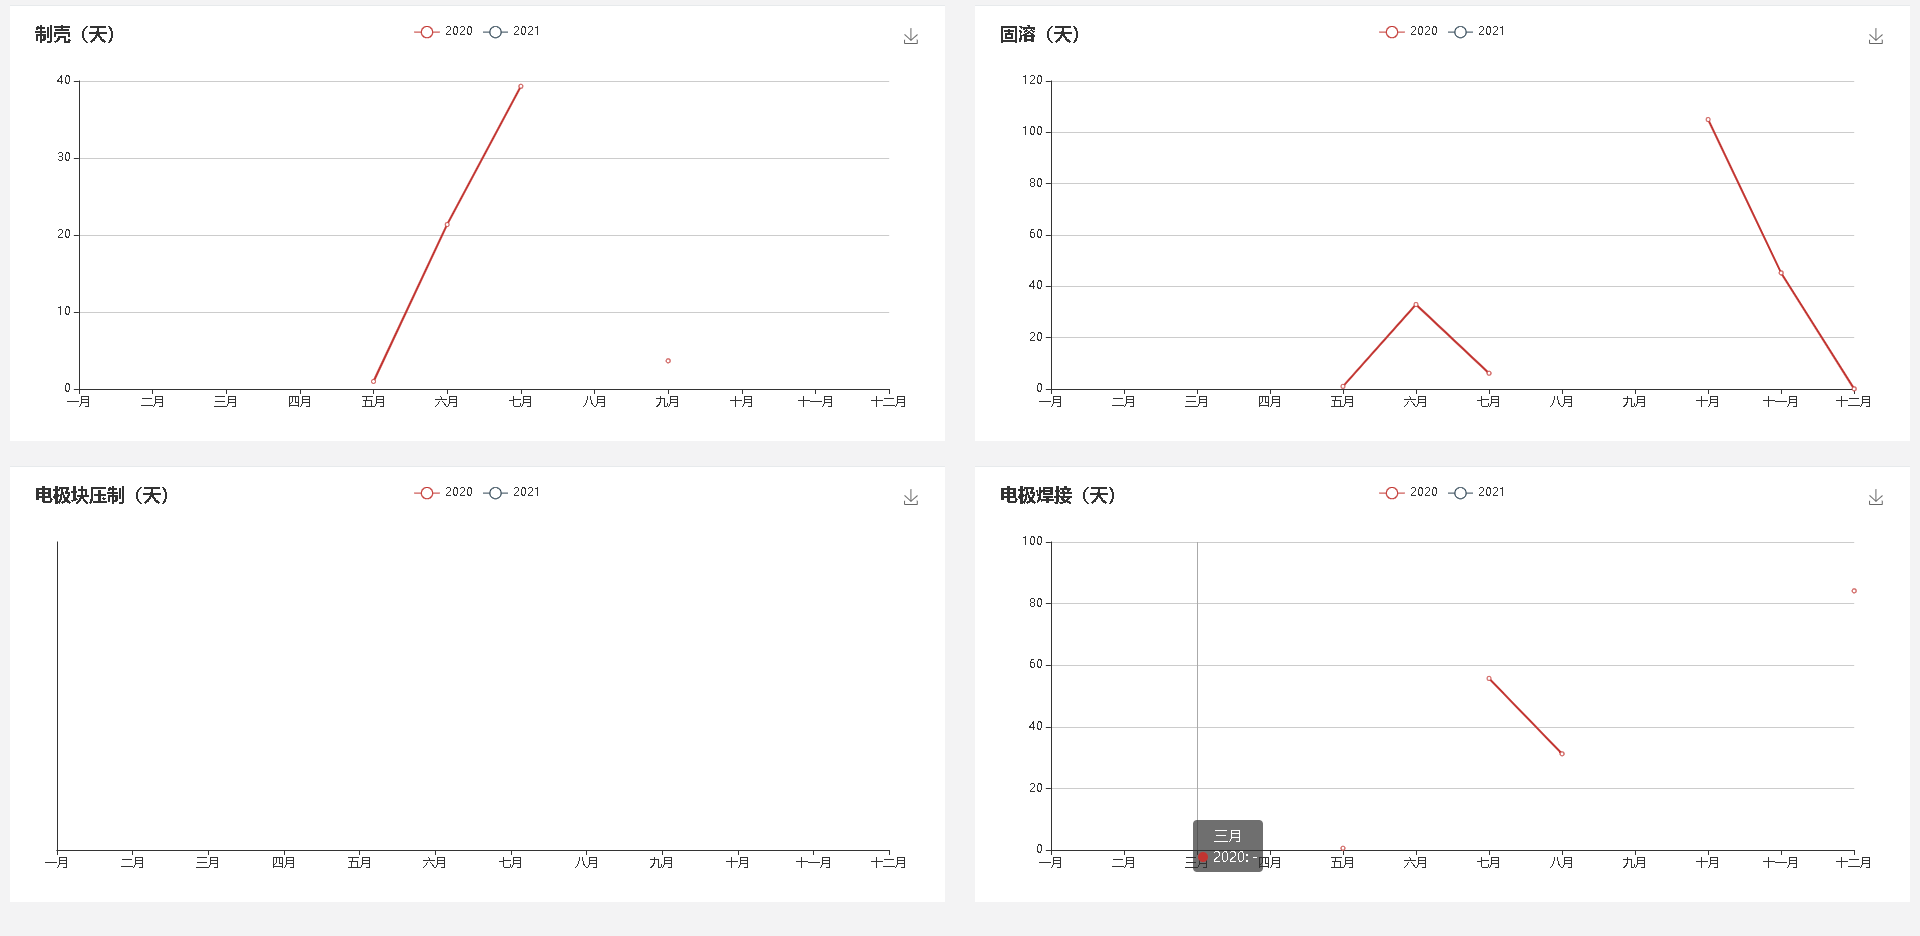 制壳（天）
2020 2021
40
30
20
10
0
一月 二月 三月 四月 五月 六月 七月 八月 九月 十月 十一月 十二月
固溶（天）
2020 2021
120
100
80
60
40
20
0
一月 二月 三月 四月 五月 六月 七月 八月 九月 十月 十一月 十二月
电极块压制（天）
2020 2021
一月 二月 三月 四月 五月 六月 七月 八月 九月 十月 十一月 十二月
电极焊接（天）
2020 2021
100
80
60
40
20
0
三月
2020: -
一月 二月 三月 四月 五月 六月 七月 八月 九月 十月 十一月 十二月